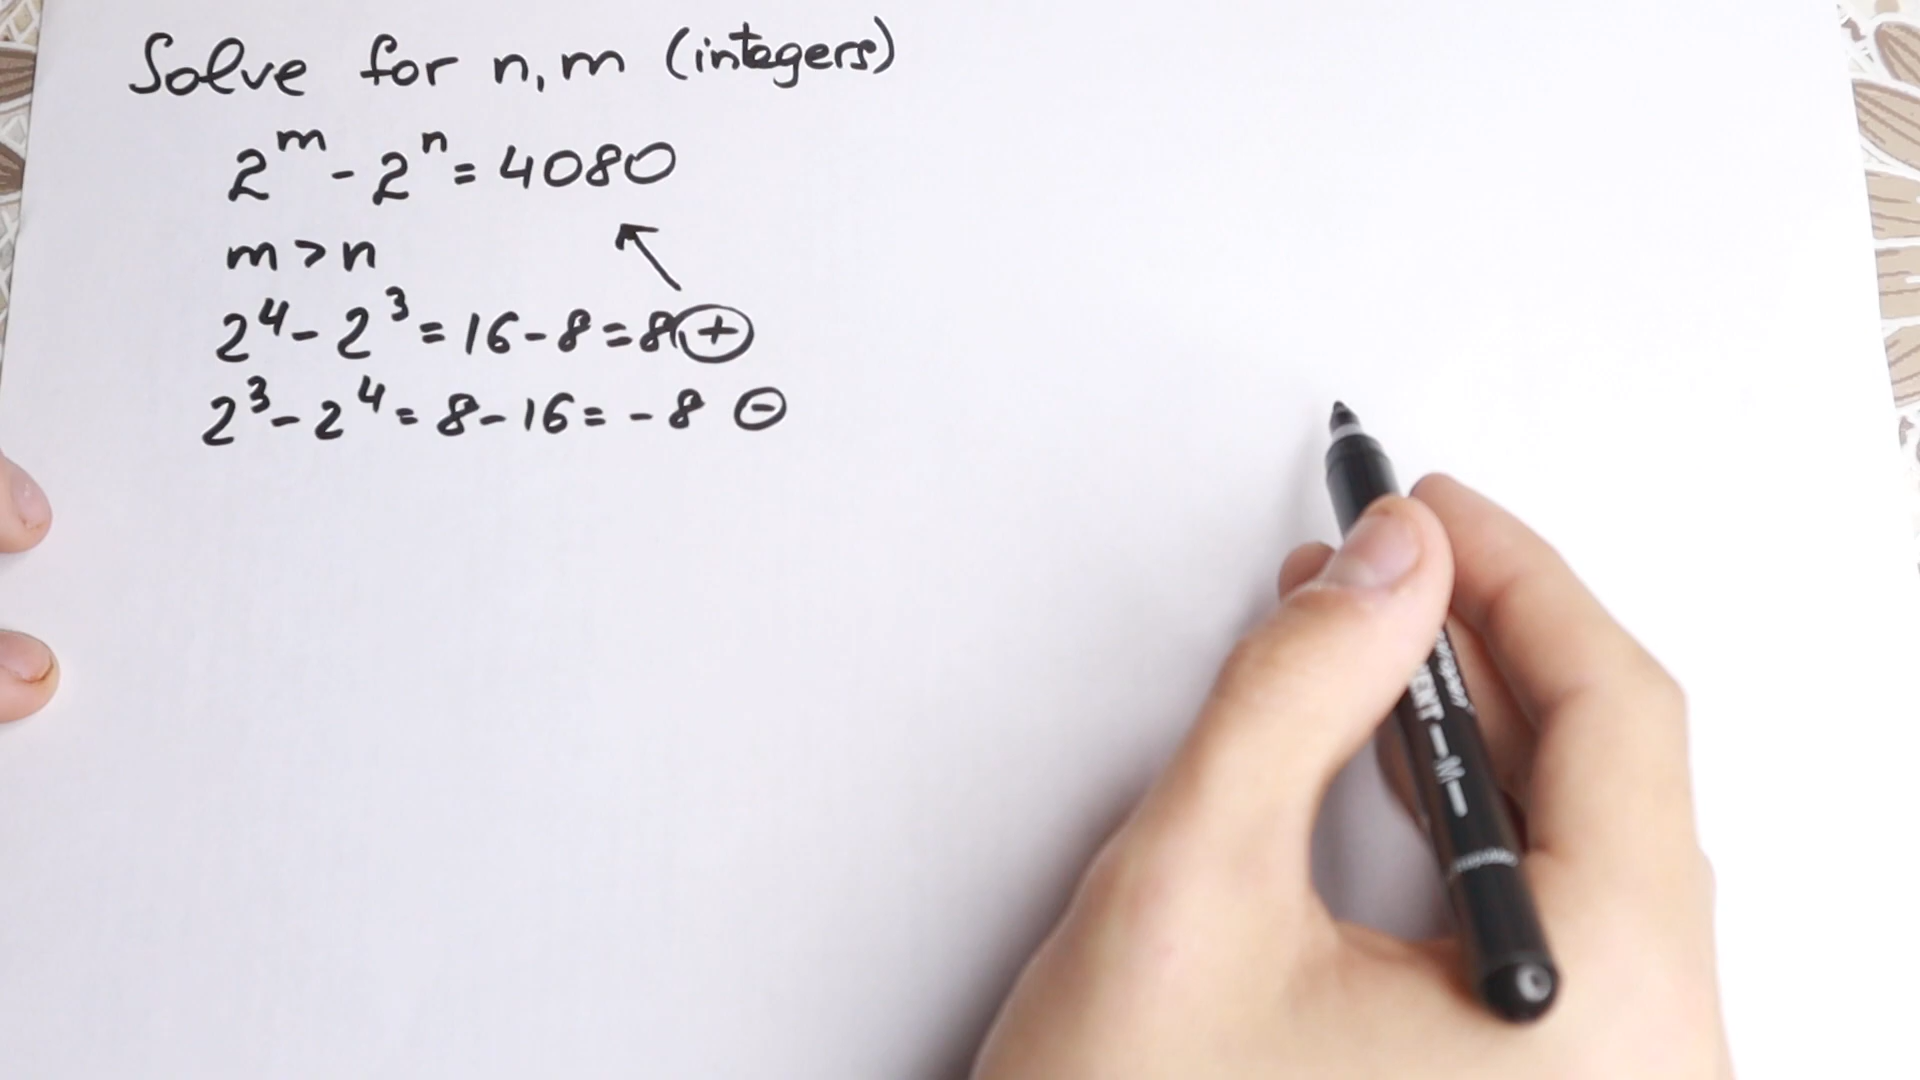 Solve for n, m (integers)
2^m - 2^n = 4080
m > n
2^4 - 2^3 = 16 - 8 = 8 +
2^3 - 2^4 = 8 - 16 = - 8 -
M